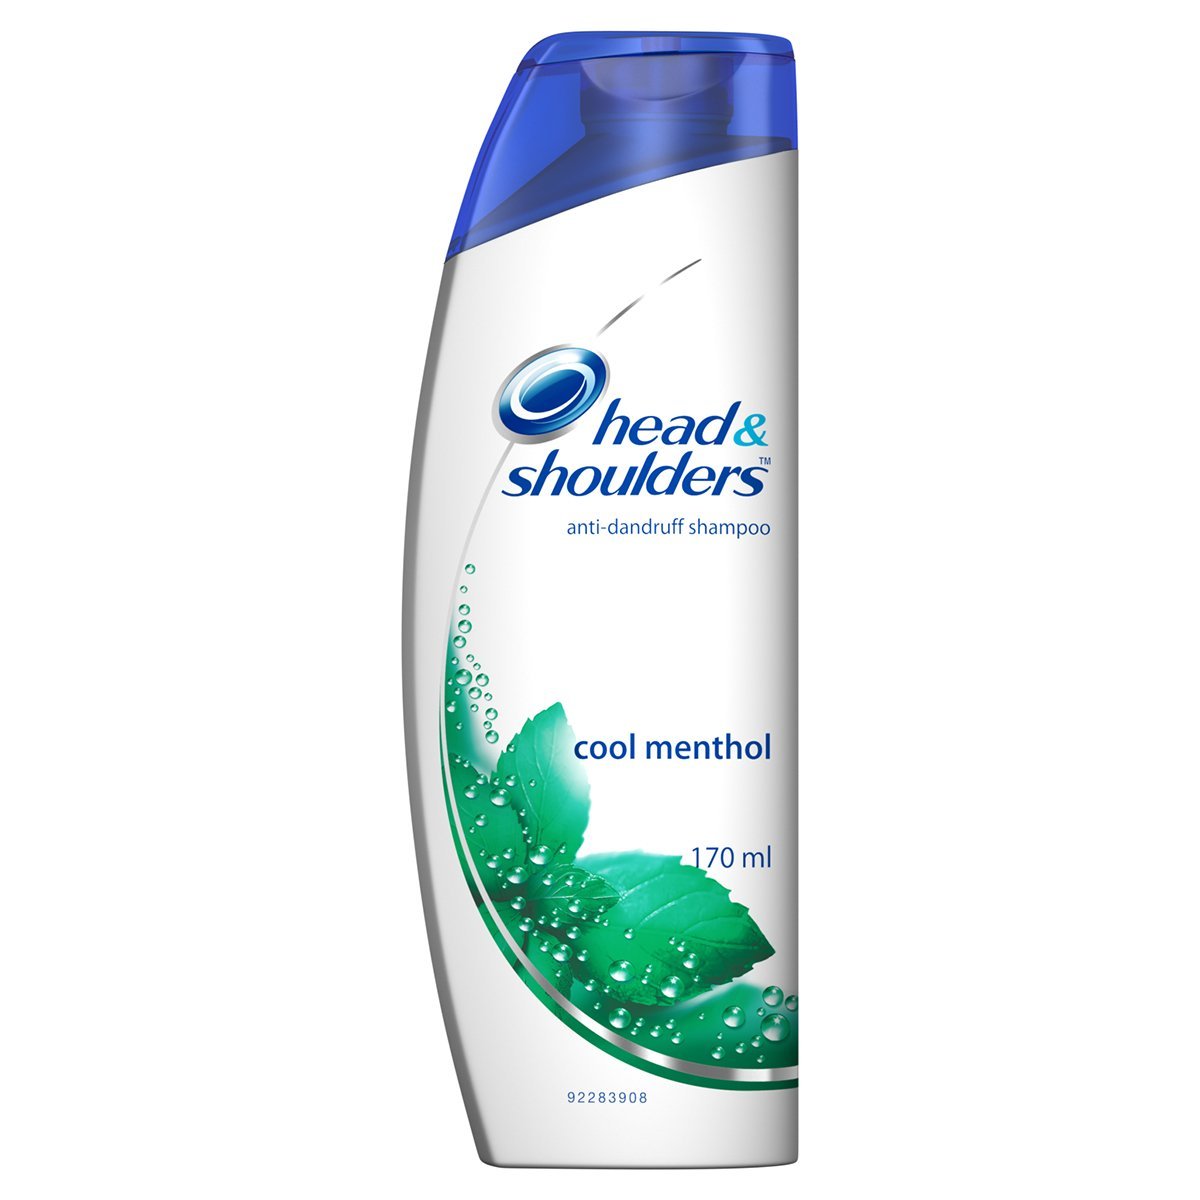 head&
shoulders™
anti-dandruff shampoo
cool menthol
170 ml
92283908